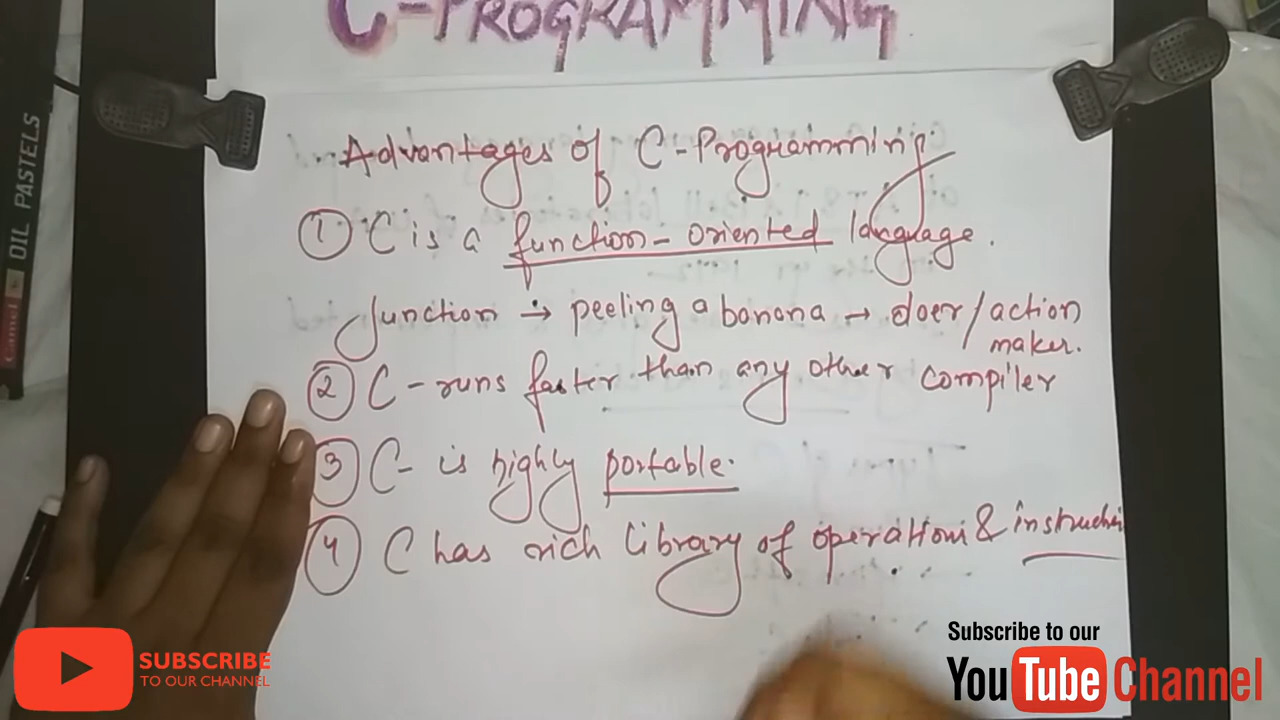 C-PROGRAMMING
Advantages of C-Programming
① C is a function-oriented language.
function → peeling a banana → doer/action
maker.
② C-runs faster than any other compiler
③ C- is highly portable.
④ C has rich library of operations & instructi
OIL PASTELS
Camel
SUBSCRIBE
TO OUR CHANNEL
Subscribe to our
YouTube Channel